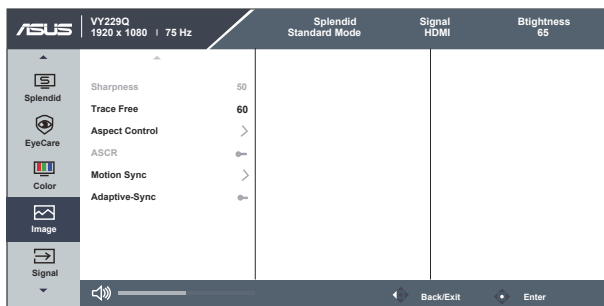 ASUS
VY229Q
1920 x 1080 | 75 Hz
Splendid
Standard Mode
Signal
HDMI
Btightness
65
Splendid
EyeCare
Color
Image
Signal
Sharpness 50
Trace Free 60
Aspect Control
ASCR
Motion Sync
Adaptive-Sync
Back/Exit
Enter